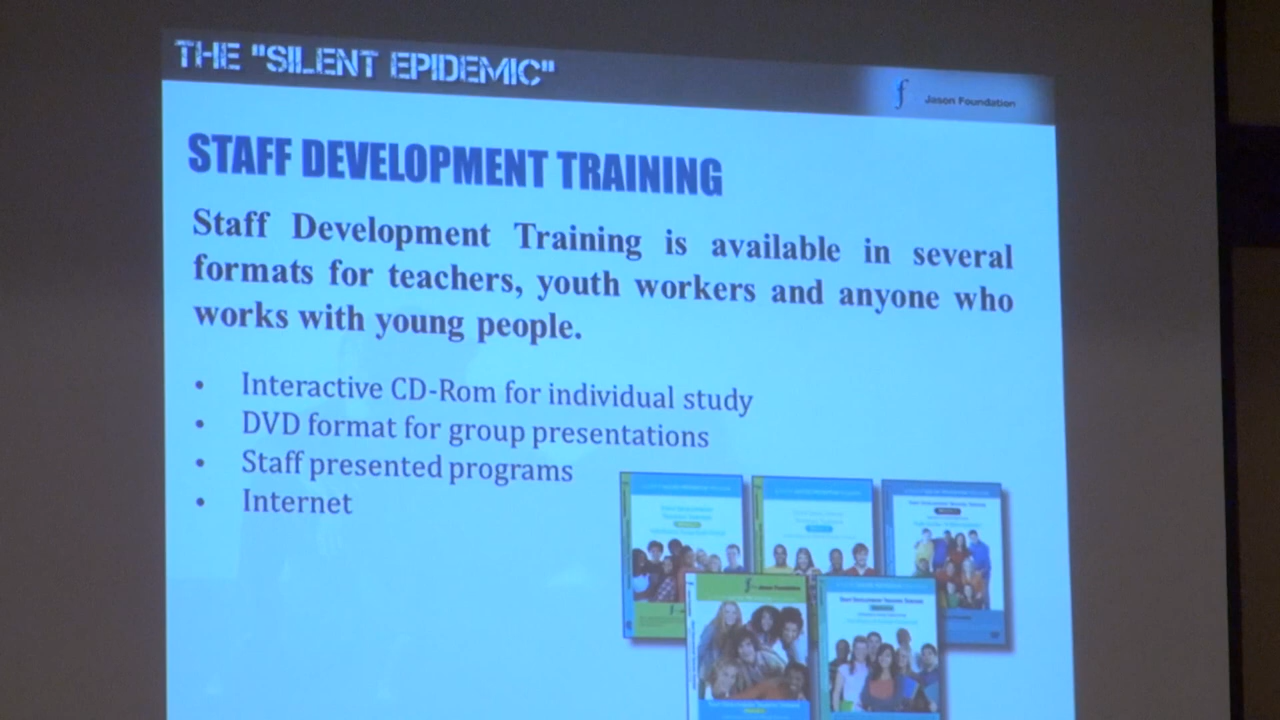 THE "SILENT EPIDEMIC"
Jason Foundation
STAFF DEVELOPMENT TRAINING
Staff Development Training is available in several
formats for teachers, youth workers and anyone who
works with young people.
• Interactive CD-Rom for individual study
• DVD format for group presentations
• Staff presented programs
• Internet
Jason Foundation